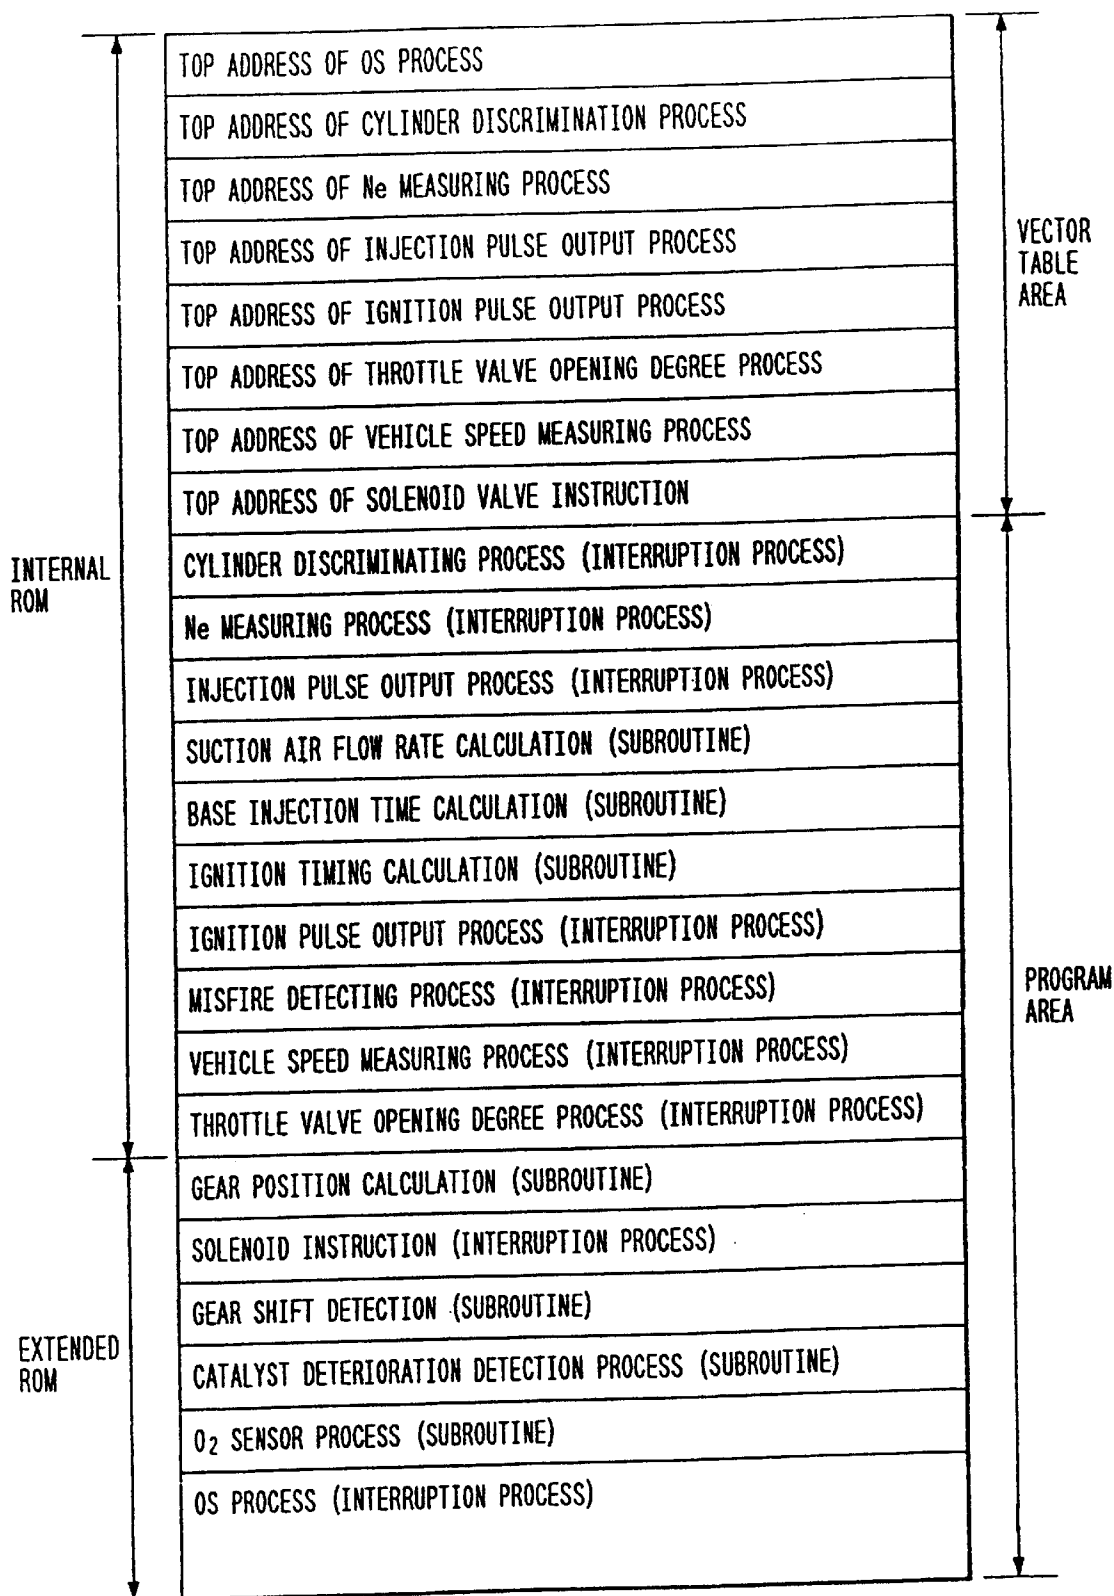 TOP ADDRESS OF OS PROCESS
TOP ADDRESS OF CYLINDER DISCRIMINATION PROCESS
TOP ADDRESS OF Ne MEASURING PROCESS
TOP ADDRESS OF INJECTION PULSE OUTPUT PROCESS
TOP ADDRESS OF IGNITION PULSE OUTPUT PROCESS
TOP ADDRESS OF THROTTLE VALVE OPENING DEGREE PROCESS
TOP ADDRESS OF VEHICLE SPEED MEASURING PROCESS
TOP ADDRESS OF SOLENOID VALVE INSTRUCTION
VECTOR
TABLE
AREA
INTERNAL
ROM
CYLINDER DISCRIMINATING PROCESS (INTERRUPTION PROCESS)
Ne MEASURING PROCESS (INTERRUPTION PROCESS)
INJECTION PULSE OUTPUT PROCESS (INTERRUPTION PROCESS)
SUCTION AIR FLOW RATE CALCULATION (SUBROUTINE)
BASE INJECTION TIME CALCULATION (SUBROUTINE)
IGNITION TIMING CALCULATION (SUBROUTINE)
IGNITION PULSE OUTPUT PROCESS (INTERRUPTION PROCESS)
MISFIRE DETECTING PROCESS (INTERRUPTION PROCESS)
VEHICLE SPEED MEASURING PROCESS (INTERRUPTION PROCESS)
THROTTLE VALVE OPENING DEGREE PROCESS (INTERRUPTION PROCESS)
PROGRAM
AREA
GEAR POSITION CALCULATION (SUBROUTINE)
SOLENOID INSTRUCTION (INTERRUPTION PROCESS)
GEAR SHIFT DETECTION (SUBROUTINE)
CATALYST DETERIORATION DETECTION PROCESS (SUBROUTINE)
O2 SENSOR PROCESS (SUBROUTINE)
OS PROCESS (INTERRUPTION PROCESS)
EXTENDED
ROM